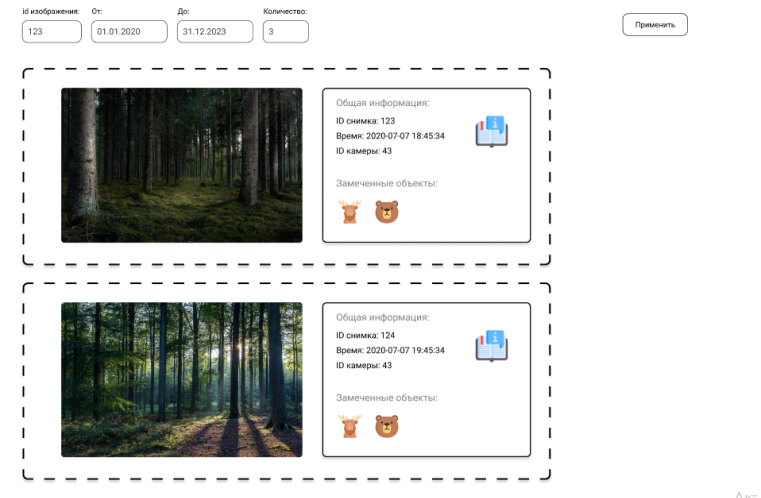 id изображения: От: До: Количество:
123 01.01.2020 31.12.2023 3 Применить
Общая информация:
ID снимка: 123
Время: 2020-07-07 18:45:34
ID камеры: 43
Замеченные объекты:
Общая информация:
ID снимка: 124
Время: 2020-07-07 19:45:34
ID камеры: 43
Замеченные объекты: